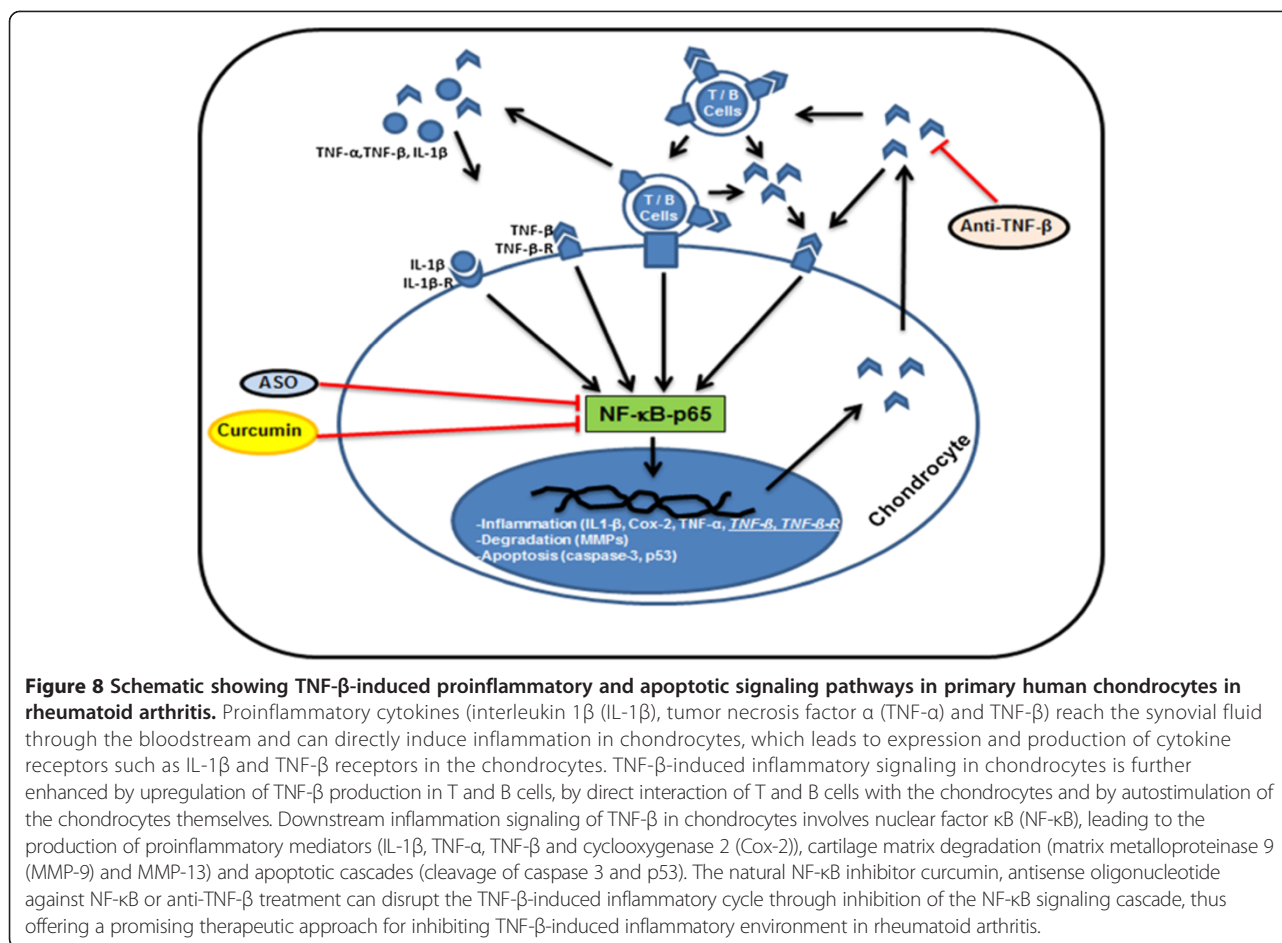 T / B
Cells
TNF-α,TNF-β, IL-1β
T / B
Cells
TNF-β
TNF-β-R
IL-1β
IL-1β-R
Anti-TNF-β
ASO
Curcumin
NF-κB-p65
Chondrocyte
-Inflammation (IL1-β, Cox-2, TNF-α, TNF-ß, TNF-ß-R
-Degradation (MMPs)
-Apoptosis (caspase-3, p53)
Figure 8 Schematic showing TNF-β-induced proinflammatory and apoptotic signaling pathways in primary human chondrocytes in
rheumatoid arthritis. Proinflammatory cytokines (interleukin 1β (IL-1β), tumor necrosis factor α (TNF-α) and TNF-β) reach the synovial fluid
through the bloodstream and can directly induce inflammation in chondrocytes, which leads to expression and production of cytokine
receptors such as IL-1β and TNF-β receptors in the chondrocytes. TNF-β-induced inflammatory signaling in chondrocytes is further
enhanced by upregulation of TNF-β production in T and B cells, by direct interaction of T and B cells with the chondrocytes and by autostimulation of
the chondrocytes themselves. Downstream inflammation signaling of TNF-β in chondrocytes involves nuclear factor κB (NF-κB), leading to the
production of proinflammatory mediators (IL-1β, TNF-α, TNF-β and cyclooxygenase 2 (Cox-2)), cartilage matrix degradation (matrix metalloproteinase 9
(MMP-9) and MMP-13) and apoptotic cascades (cleavage of caspase 3 and p53). The natural NF-κB inhibitor curcumin, antisense oligonucleotide
against NF-κB or anti-TNF-β treatment can disrupt the TNF-β-induced inflammatory cycle through inhibition of the NF-κB signaling cascade, thus
offering a promising therapeutic approach for inhibiting TNF-β-induced inflammatory environment in rheumatoid arthritis.